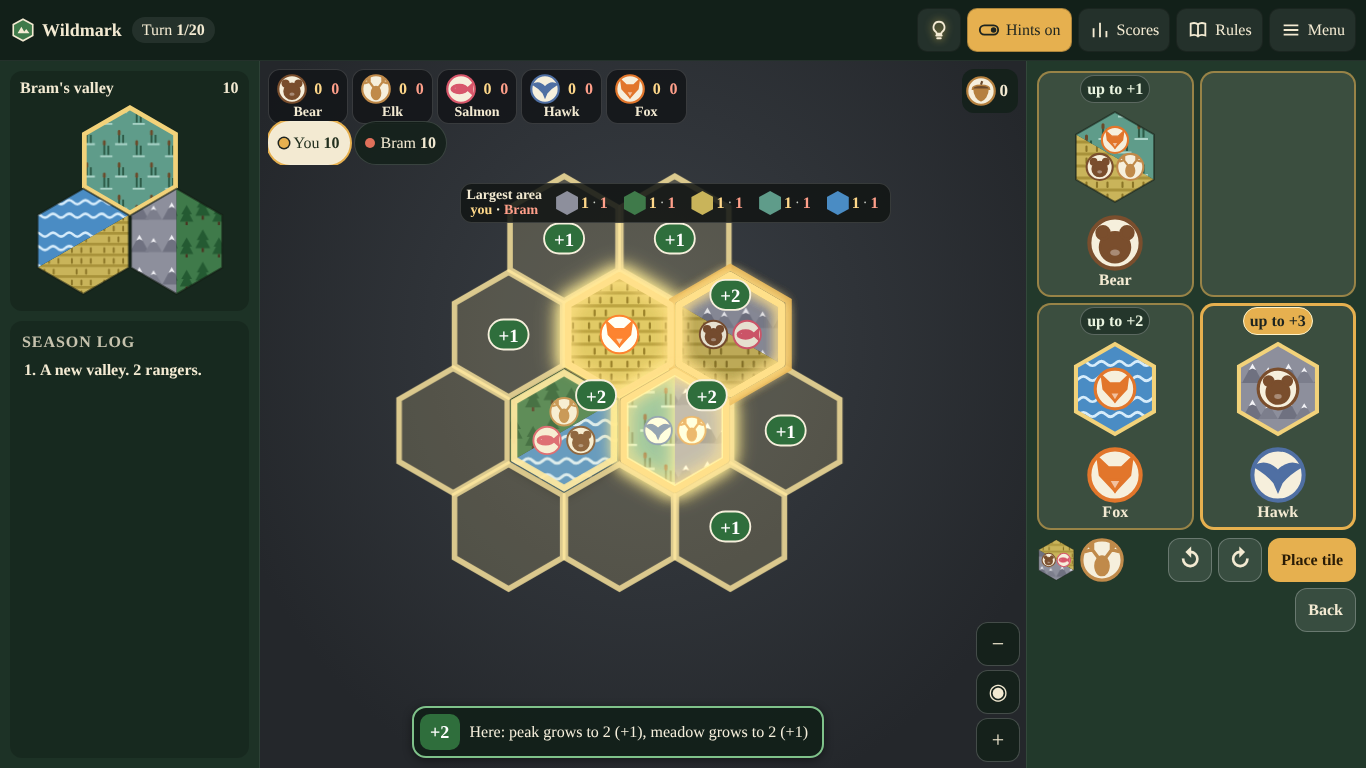 Wildmark
Turn 1/20
Hints on
Scores
Rules
Menu
Bram's valley 10
SEASON LOG
1. A new valley. 2 rangers.
0 0
Bear
0 0
Elk
0 0
Salmon
0 0
Hawk
0 0
Fox
0
You 10
Bram 10
Largest area
you · Bram
1 · 1
1 · 1
1 · 1
1 · 1
1 · 1
+1
+1
+2
+1
+2
+2
+1
+1
+2 Here: peak grows to 2 (+1), meadow grows to 2 (+1)
−
+
up to +1
Bear
up to +2
Fox
up to +3
Hawk
Place tile
Back